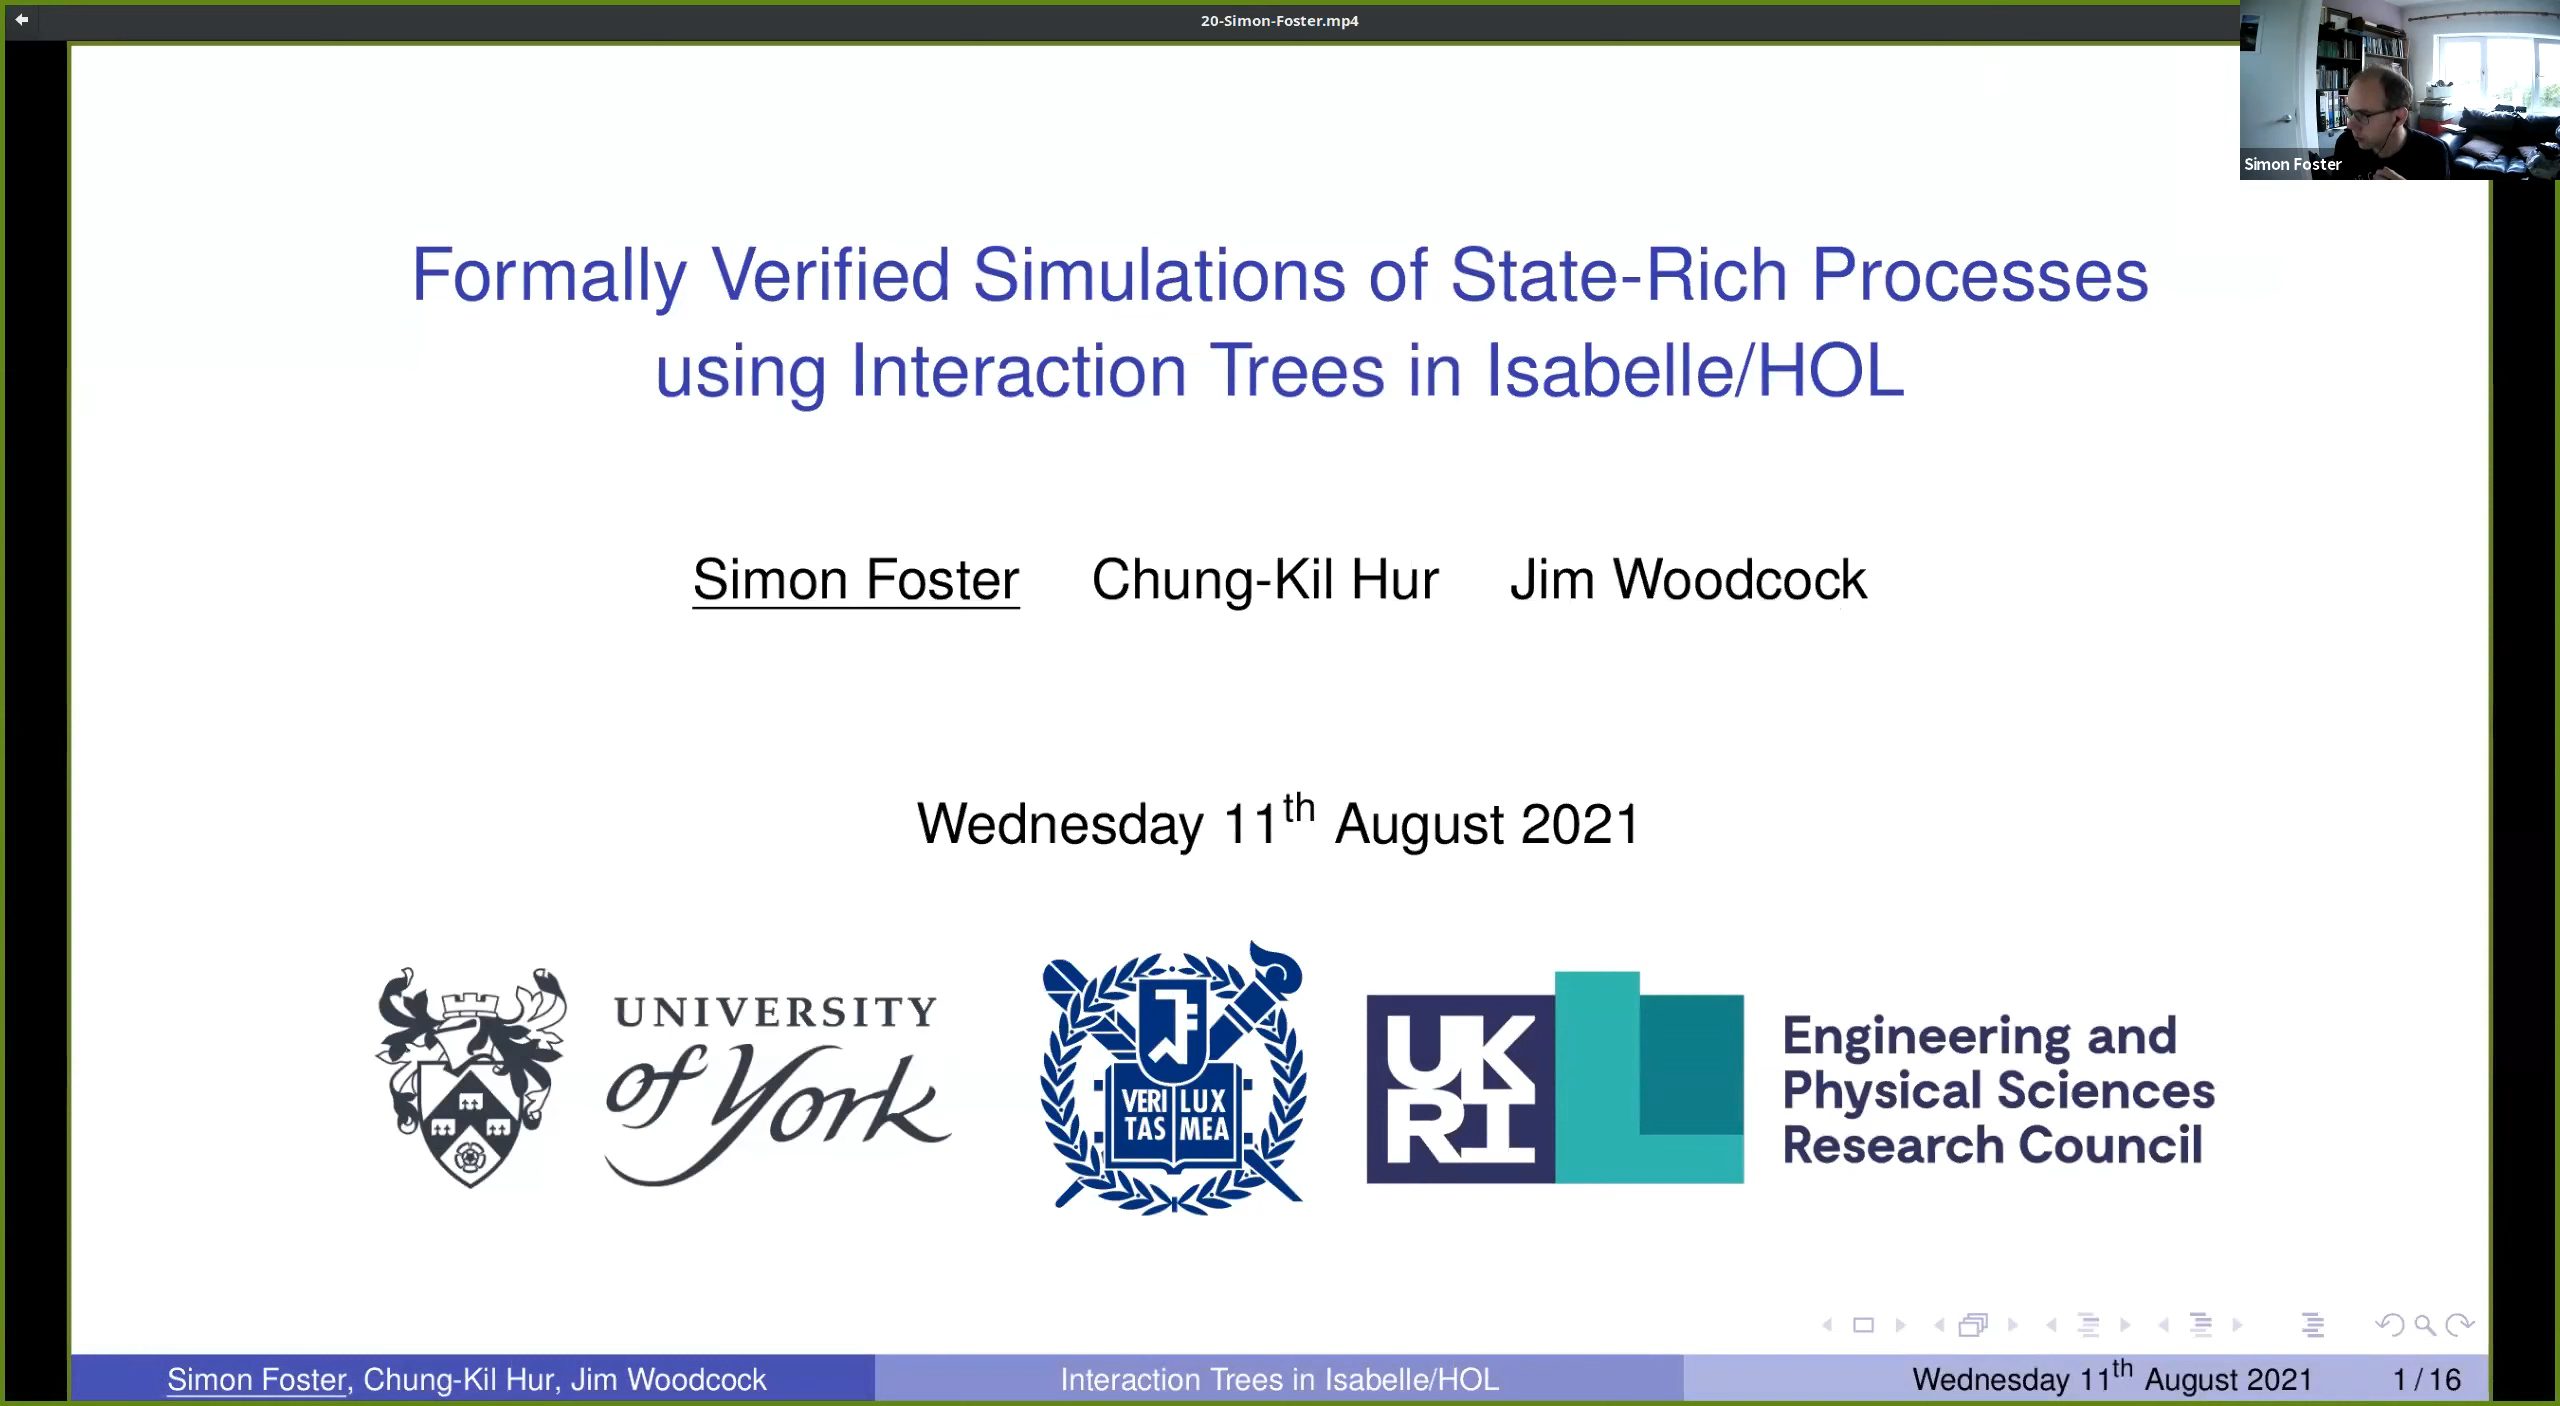 20-Simon-Foster.mp4
Simon Foster
Formally Verified Simulations of State-Rich Processes
using Interaction Trees in Isabelle/HOL
Simon Foster Chung-Kil Hur Jim Woodcock
Wednesday 11th August 2021
UNIVERSITY
of York
VERI LUX
TAS MEA
UK
RI
Engineering and
Physical Sciences
Research Council
Simon Foster, Chung-Kil Hur, Jim Woodcock Interaction Trees in Isabelle/HOL Wednesday 11th August 2021 1 / 16